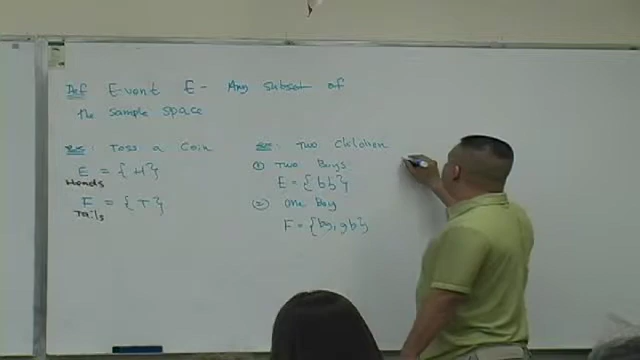 Def Event E - Any subset of
the sample space
Ex: Toss a Coin
E = {H}
Heads
F = {T}
Tails
Ex: Two Children
① Two Boys:
E = {bb}
② One Boy
F = {bg, gb}